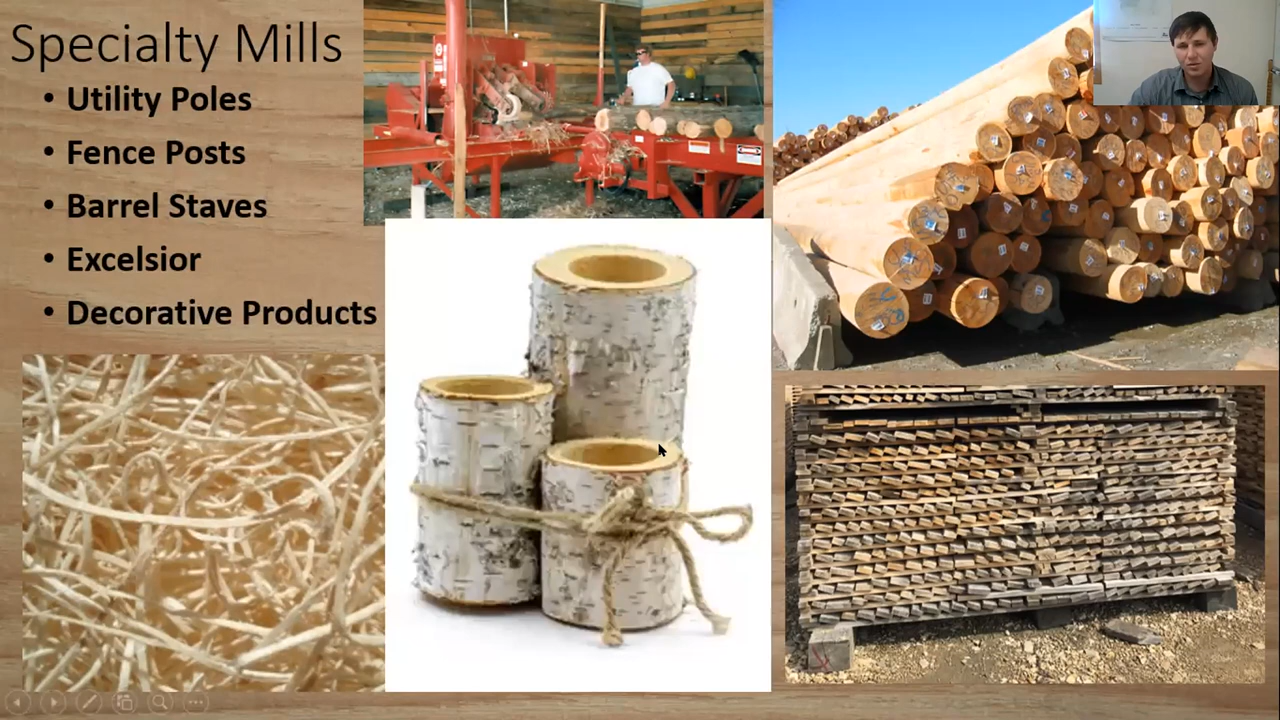 Specialty Mills
• Utility Poles
• Fence Posts
• Barrel Staves
• Excelsior
• Decorative Products